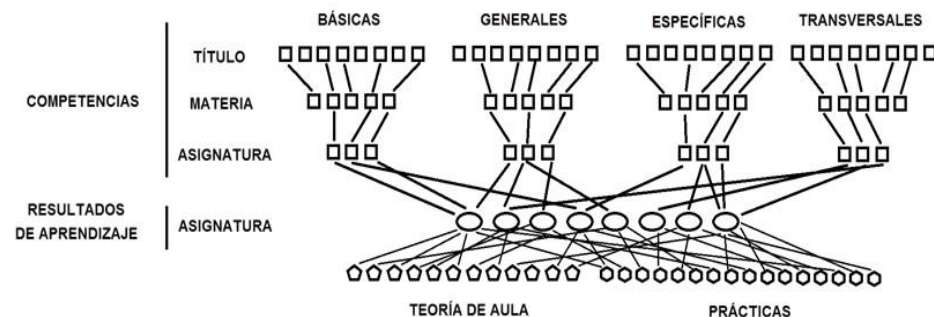 BÁSICAS GENERALES ESPECÍFICAS TRANSVERSALES
TÍTULO
COMPETENCIAS MATERIA
ASIGNATURA
RESULTADOS
DE APRENDIZAJE
ASIGNATURA
TEORÍA DE AULA PRÁCTICAS